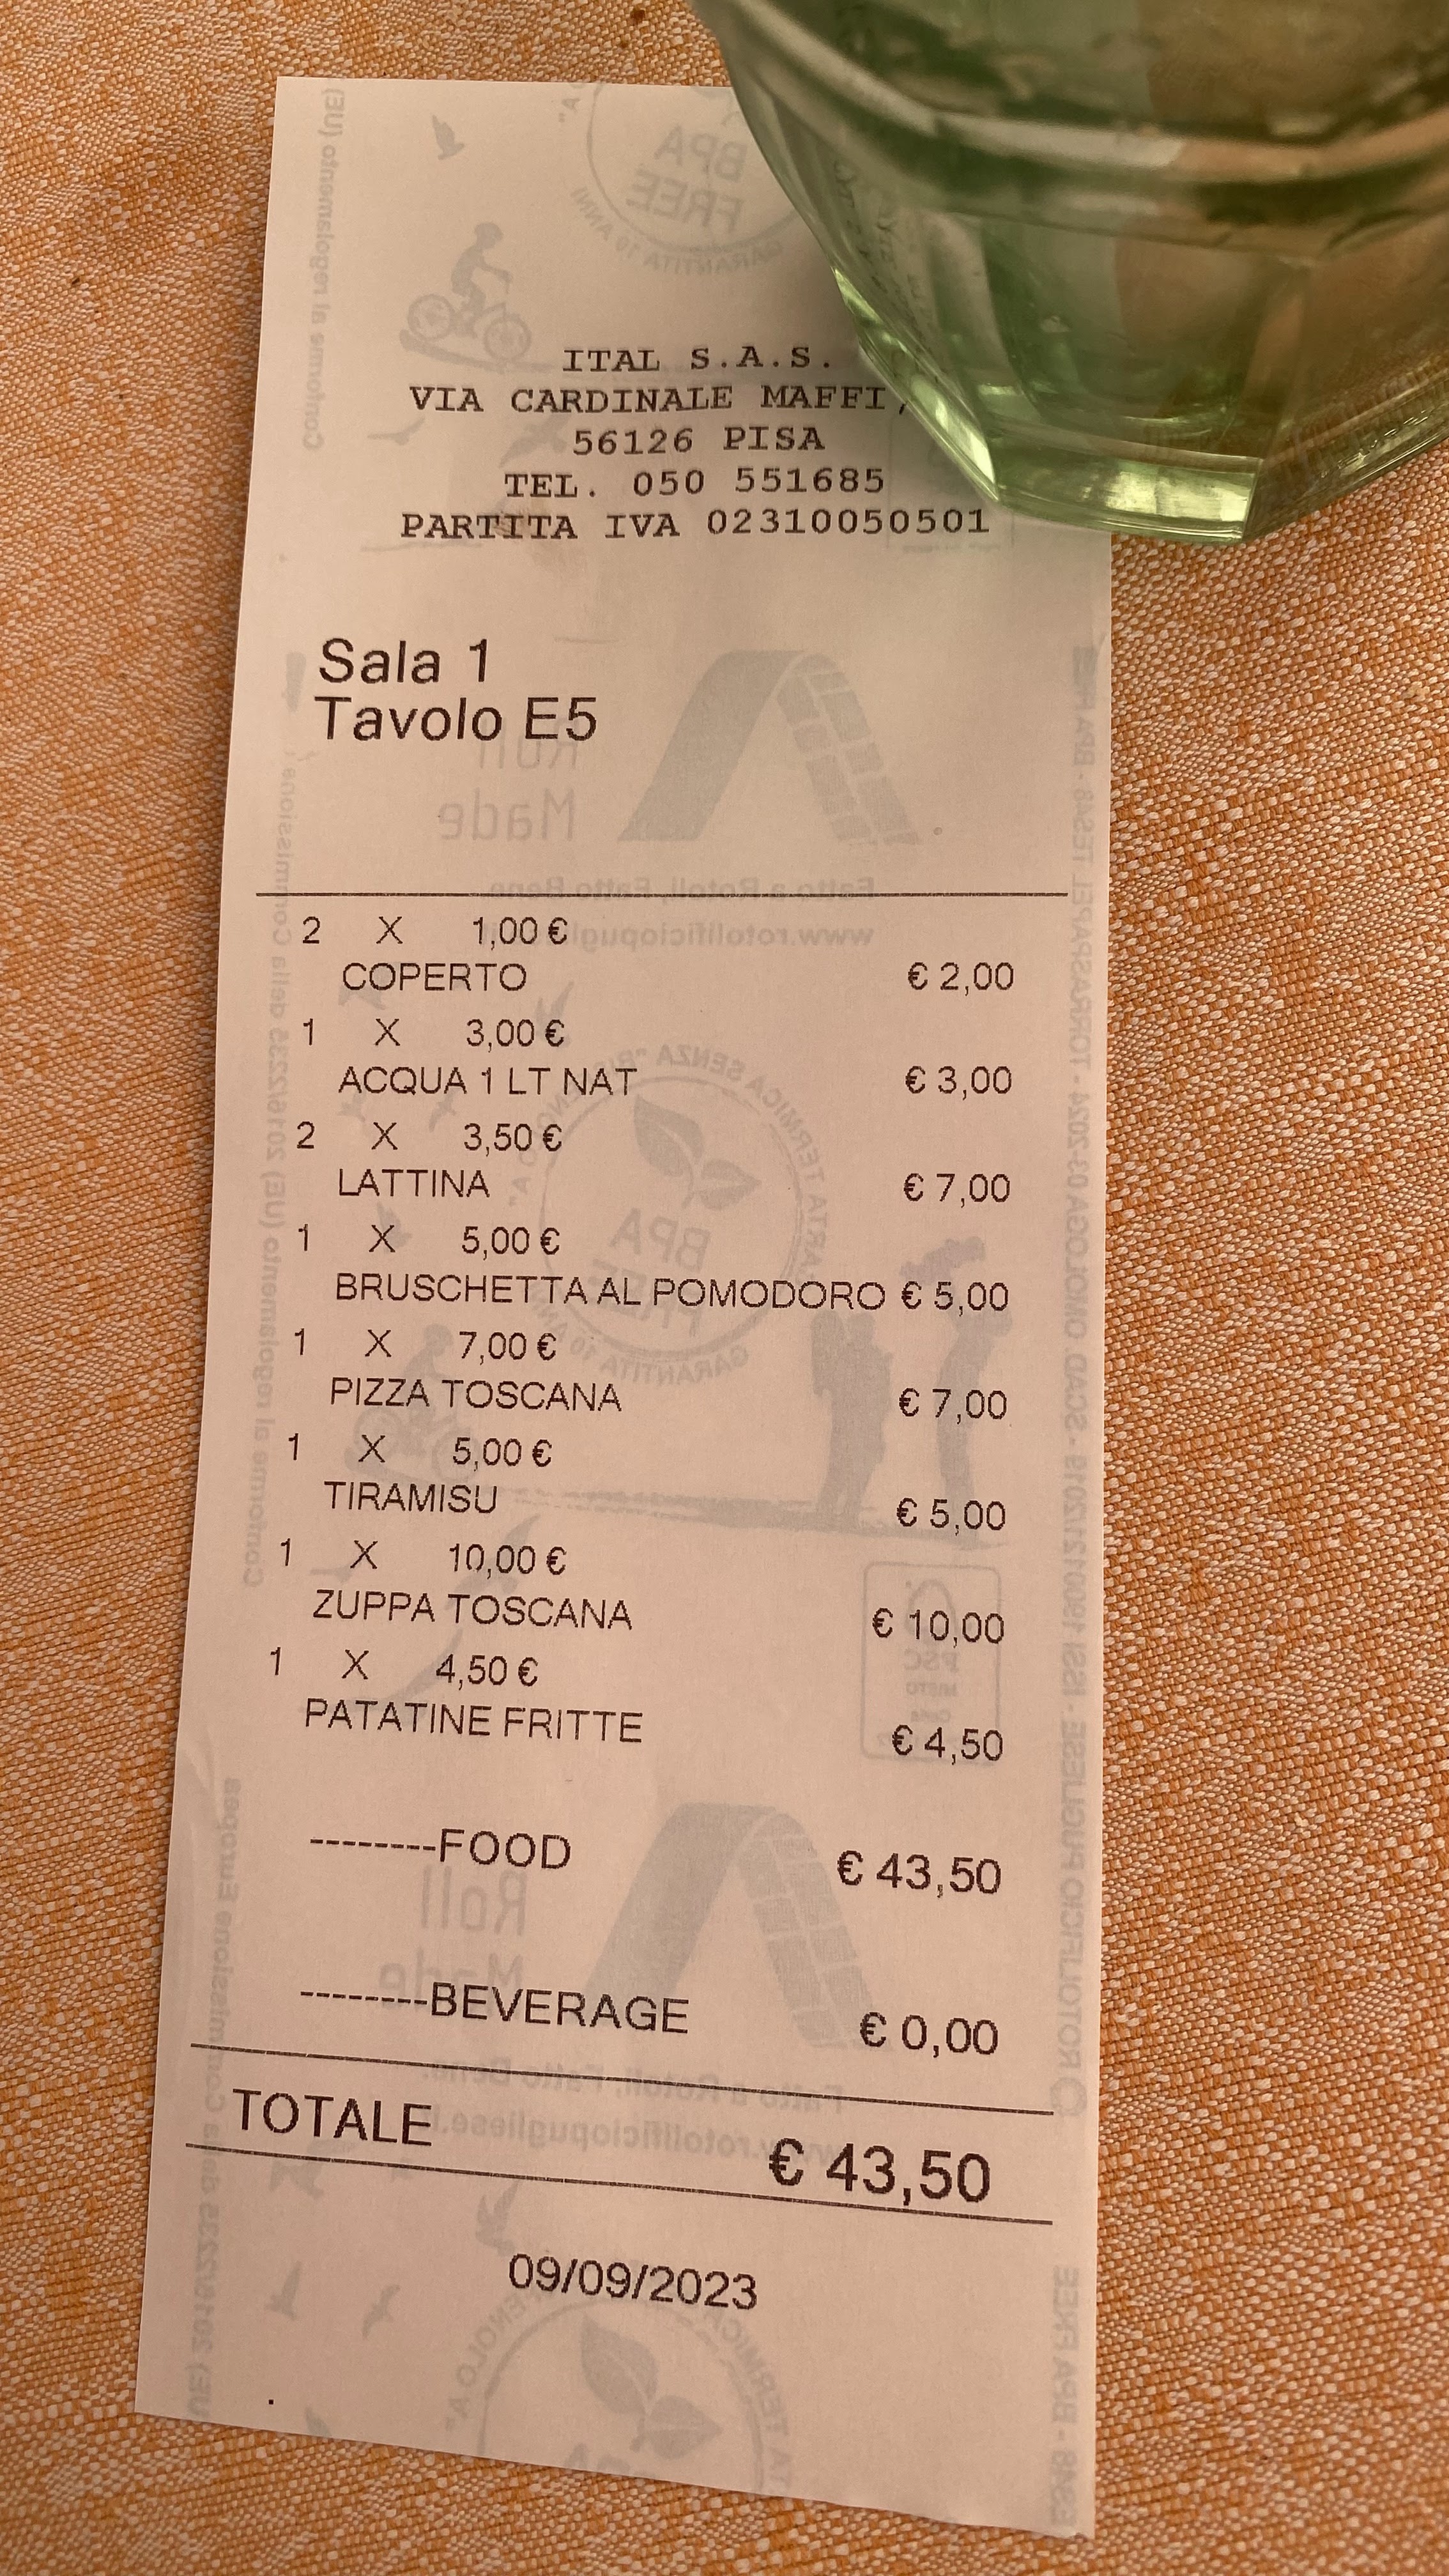 ITAL S.A.S.
VIA CARDINALE MAFFI,
56126 PISA
TEL. 050 551685
PARTITA IVA 02310050501
Sala 1
Tavolo E5
2 X 1,00 €
COPERTO € 2,00
1 X 3,00 €
ACQUA 1 LT NAT € 3,00
2 X 3,50 €
LATTINA € 7,00
1 X 5,00 €
BRUSCHETTA AL POMODORO € 5,00
1 X 7,00 €
PIZZA TOSCANA € 7,00
1 X 5,00 €
TIRAMISU € 5,00
1 X 10,00 €
ZUPPA TOSCANA € 10,00
1 X 4,50 €
PATATINE FRITTE € 4,50
--------FOOD € 43,50
--------BEVERAGE € 0,00
TOTALE € 43,50
09/09/2023